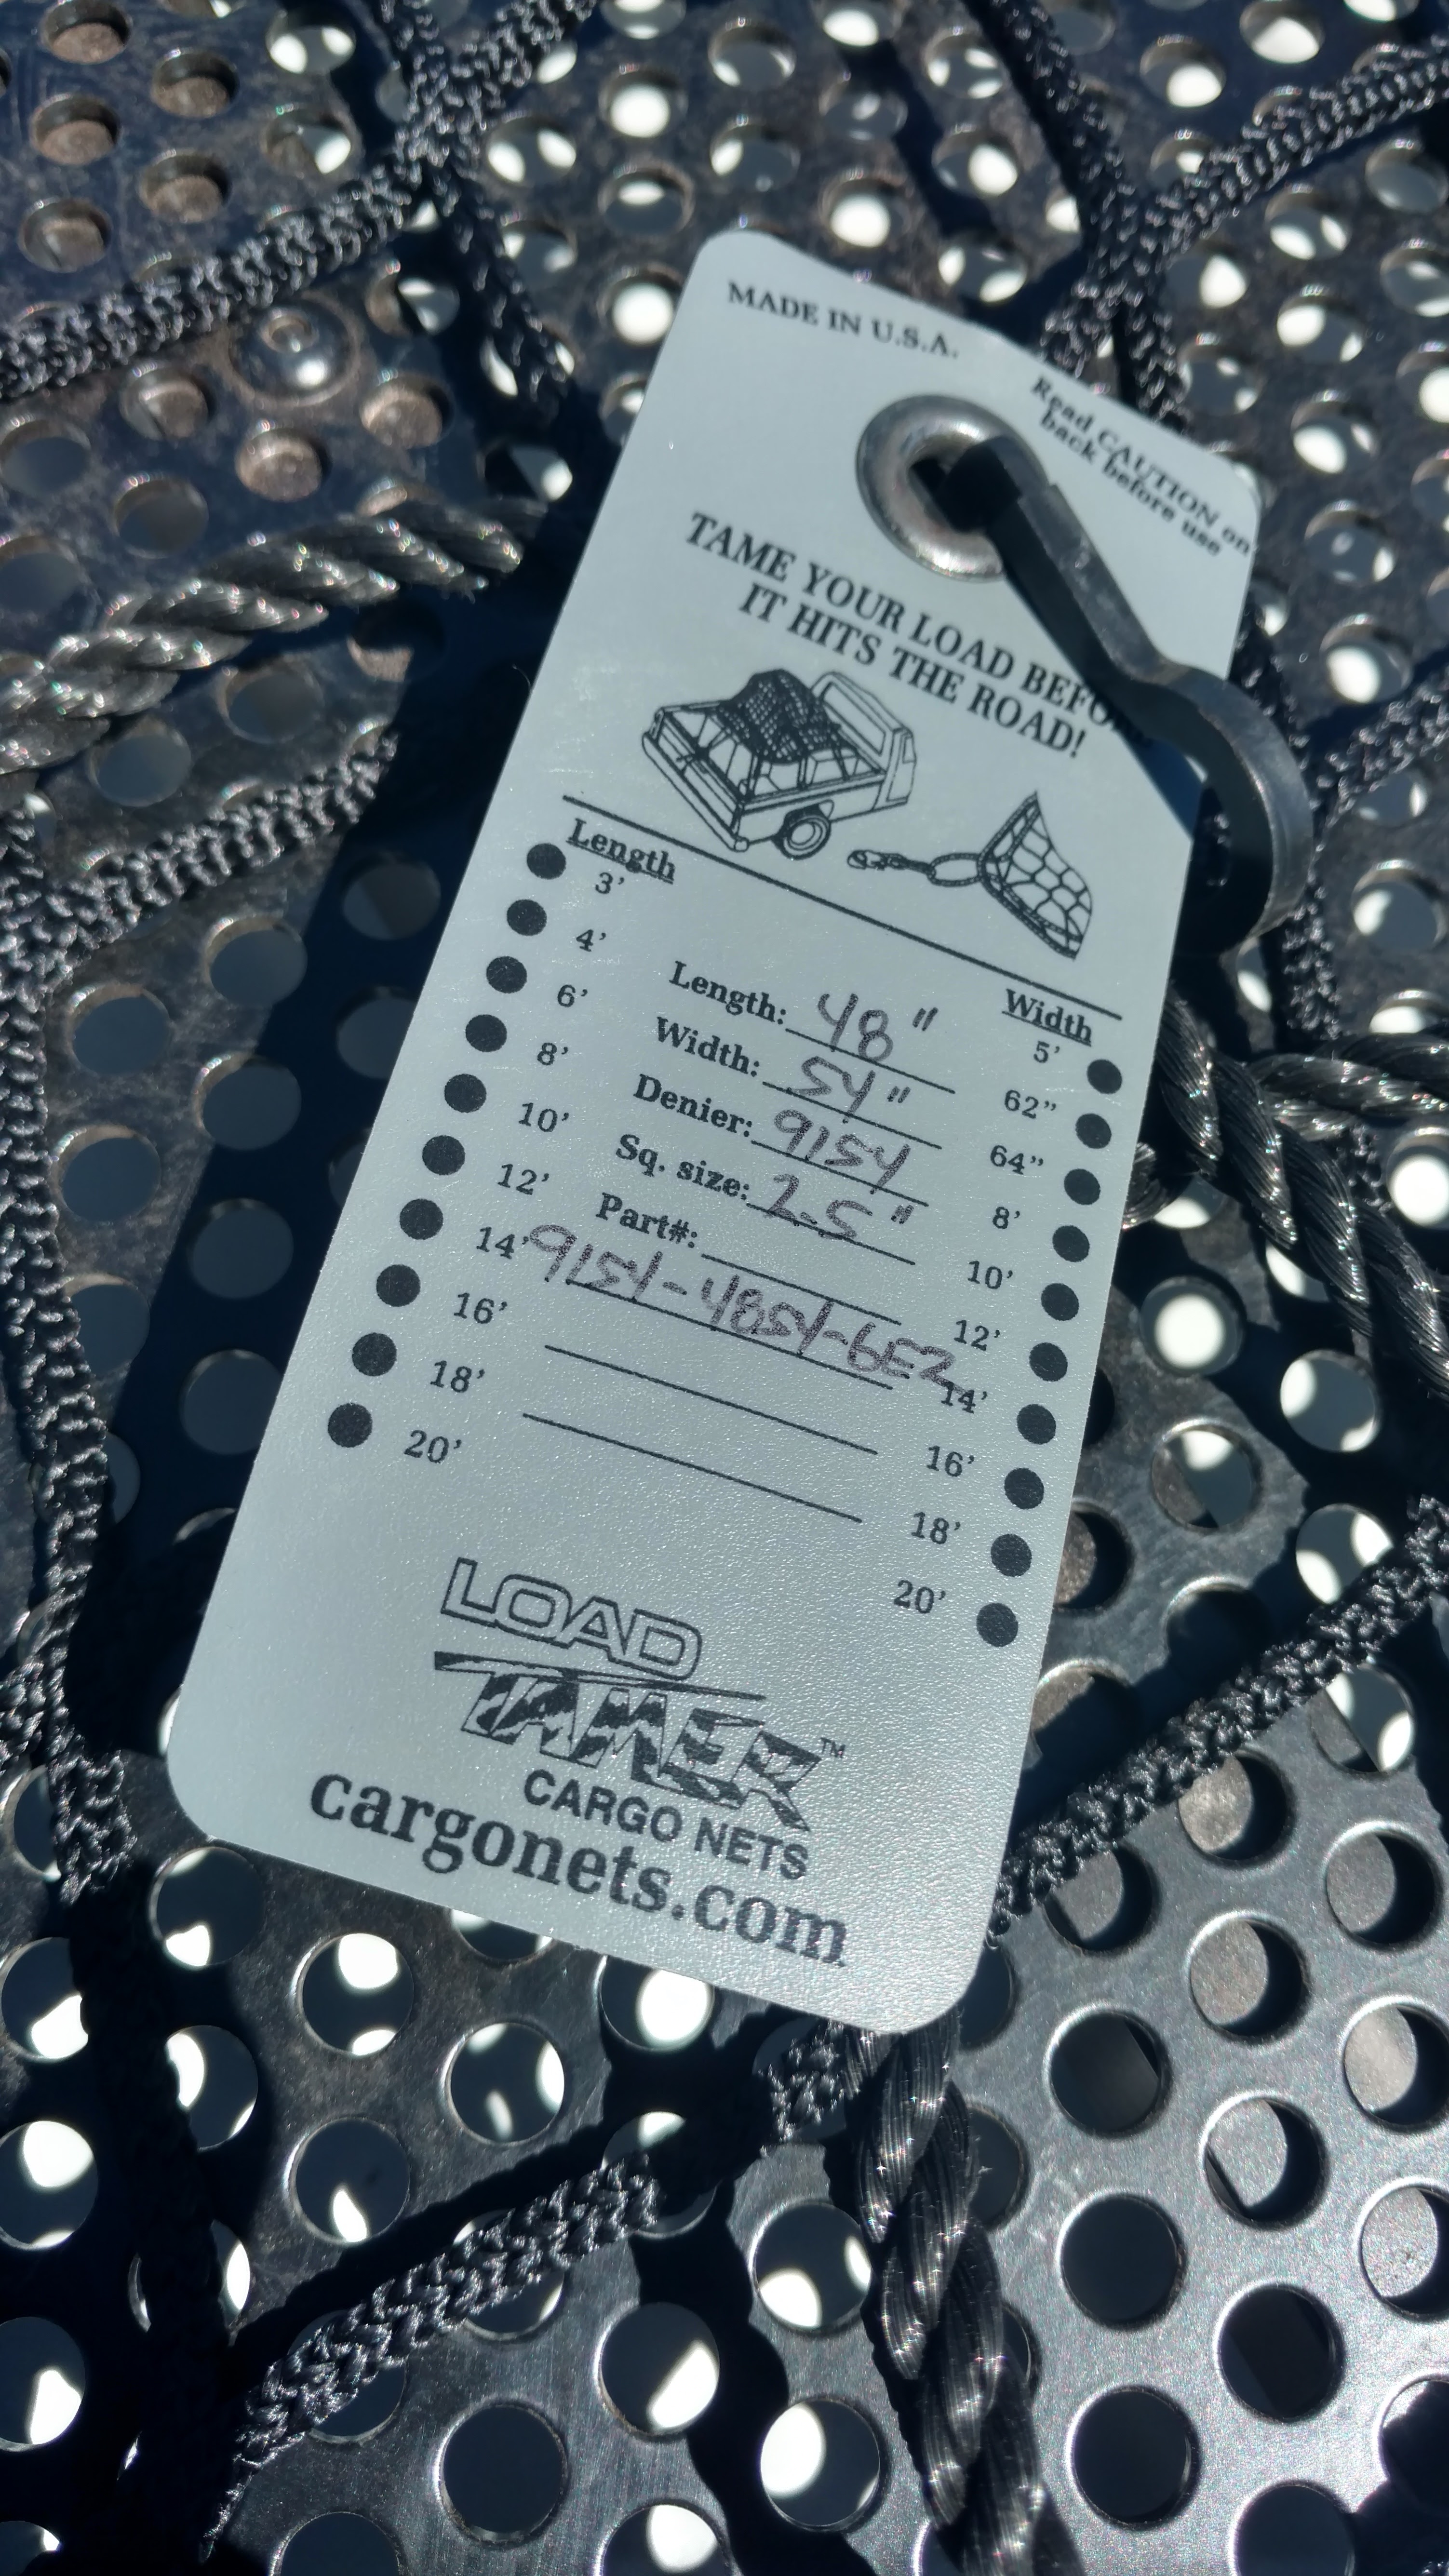 MADE IN U.S.A.
Read CAUTION on
back before use
TAME YOUR LOAD BEFO
IT HITS THE ROAD!
Length
3'
4'
6'
8'
10'
12'
14'
16'
18'
20'
Length: 48"
Width: 54"
Denier: 9154
Sq. size: 2.5"
Part#:
9154-4854-6EZ
Width
5'
62"
64"
8'
10'
12'
14'
16'
18'
20'
LOAD
TAMER™
CARGO NETS
cargonets.com